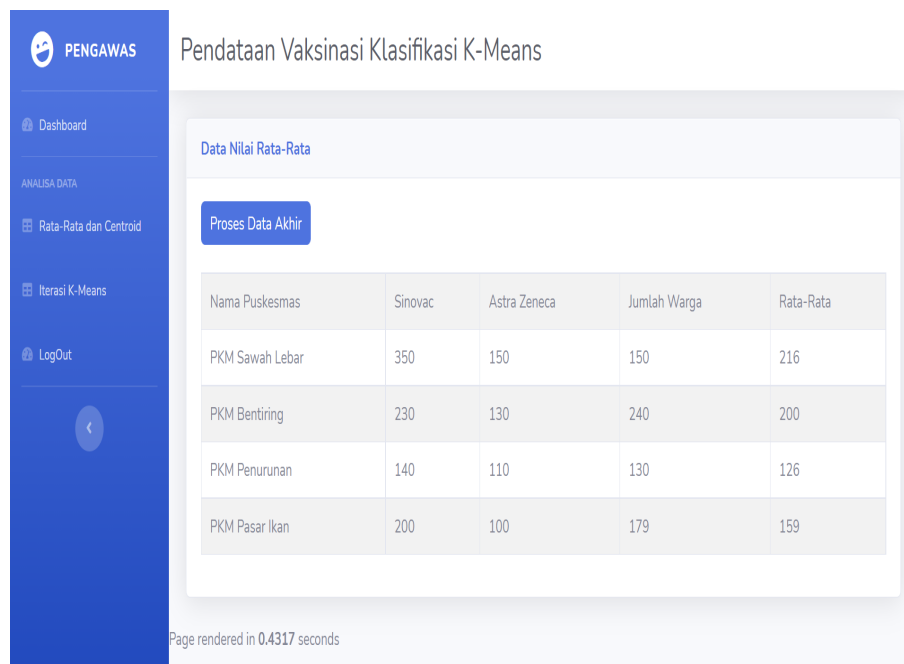 PENGAWAS
Dashboard
ANALISA DATA
Rata-Rata dan Centroid
Iterasi K-Means
LogOut
Pendataan Vaksinasi Klasifikasi K-Means
Data Nilai Rata-Rata
Proses Data Akhir
Nama Puskesmas Sinovac Astra Zeneca Jumlah Warga Rata-Rata
PKM Sawah Lebar 350 150 150 216
PKM Bentiring 230 130 240 200
PKM Penurunan 140 110 130 126
PKM Pasar Ikan 200 100 179 159
Page rendered in 0.4317 seconds